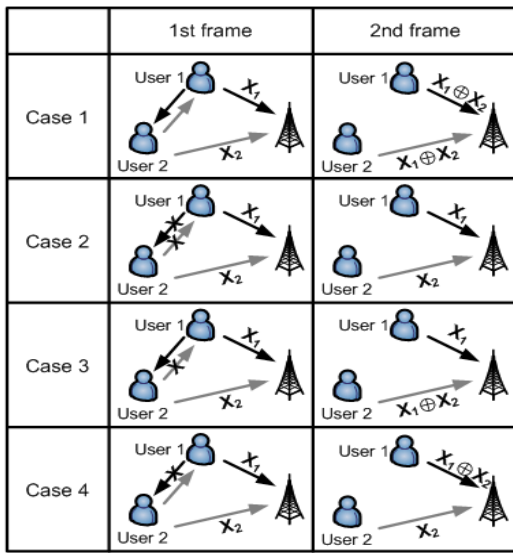 1st frame 2nd frame
Case 1
User 1 X₁
User 2 X₂
User 1 X₁⊕X₂
User 2 X₁⊕X₂
Case 2
User 1 X₁
User 2 X₂
User 1 X₁
User 2 X₂
Case 3
User 1 X₁
User 2 X₂
User 1 X₁
User 2 X₁⊕X₂
Case 4
User 1 X₁
User 2 X₂
User 1 X₁⊕X₂
User 2 X₂